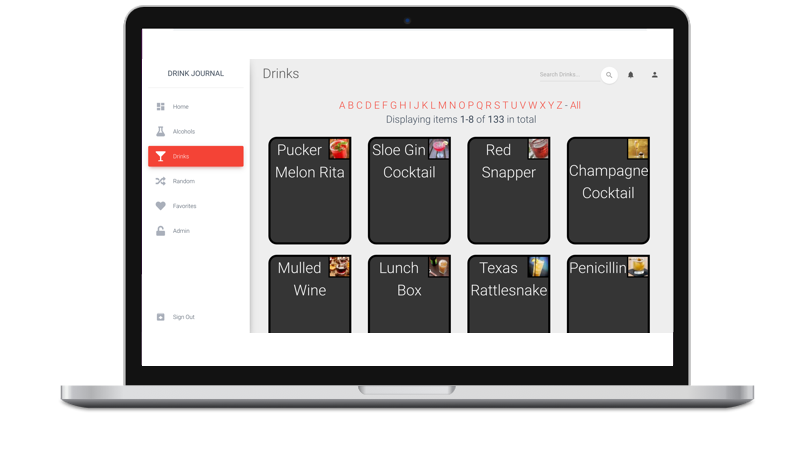 DRINK JOURNAL
Home
Alcohols
Drinks
Random
Favorites
Admin
Sign Out
Drinks
Search Drinks...
A B C D E F G H I J K L M N O P Q R S T U V W X Y Z - All
Displaying items 1-8 of 133 in total
Pucker
Melon Rita
Sloe Gin
Cocktail
Red
Snapper
Champagne
Cocktail
Mulled
Wine
Lunch
Box
Texas
Rattlesnake
Penicillin